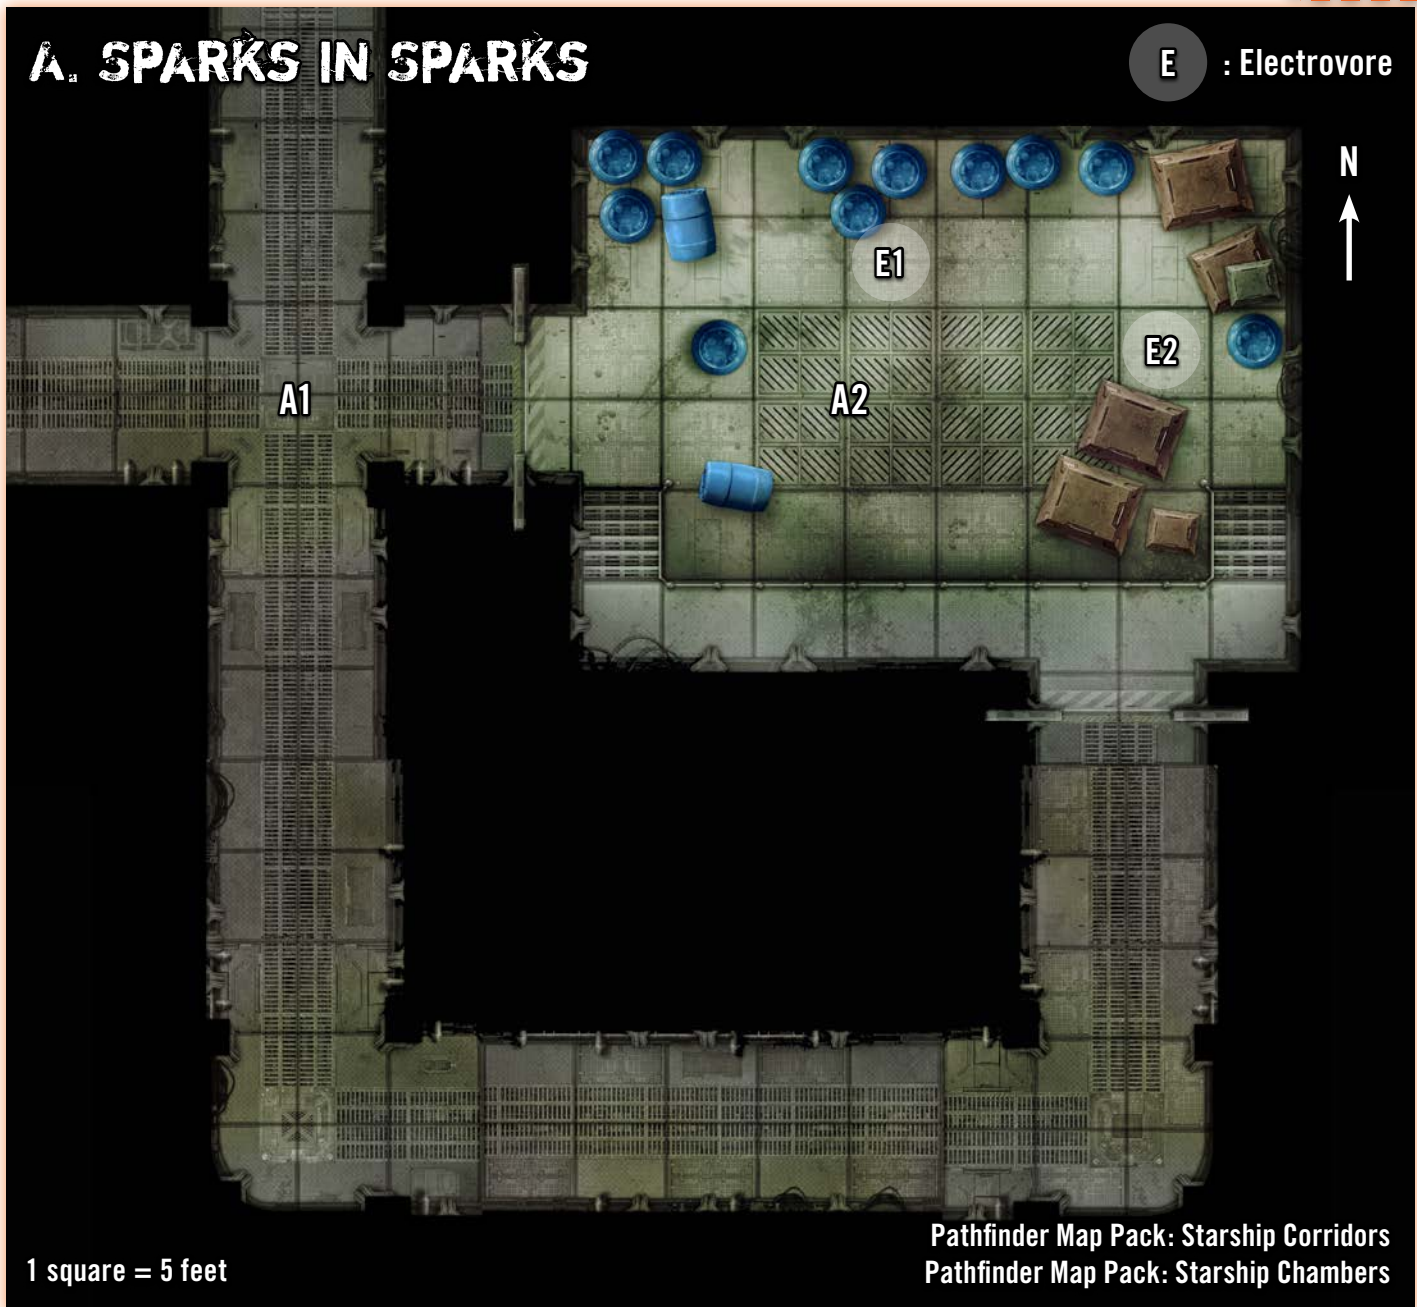 A. SPARKS IN SPARKS
E : Electrovore
N
E1
E2
A1
A2
Pathfinder Map Pack: Starship Corridors
1 square = 5 feet
Pathfinder Map Pack: Starship Chambers